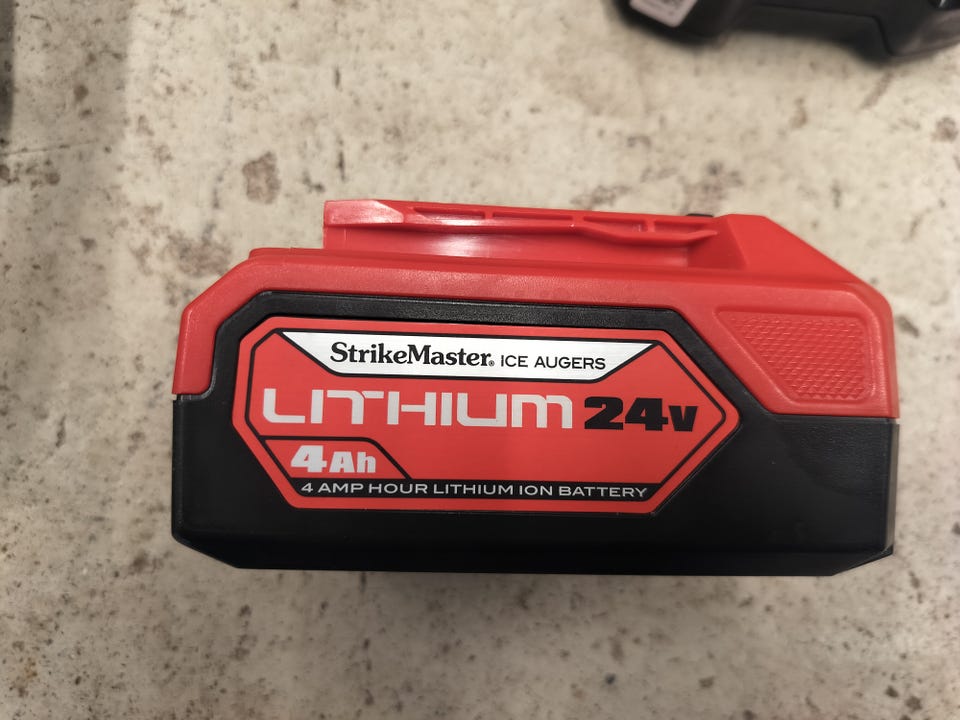 StrikeMaster® ICE AUGERS
LITHIUM 24V
4Ah
4 AMP HOUR LITHIUM ION BATTERY